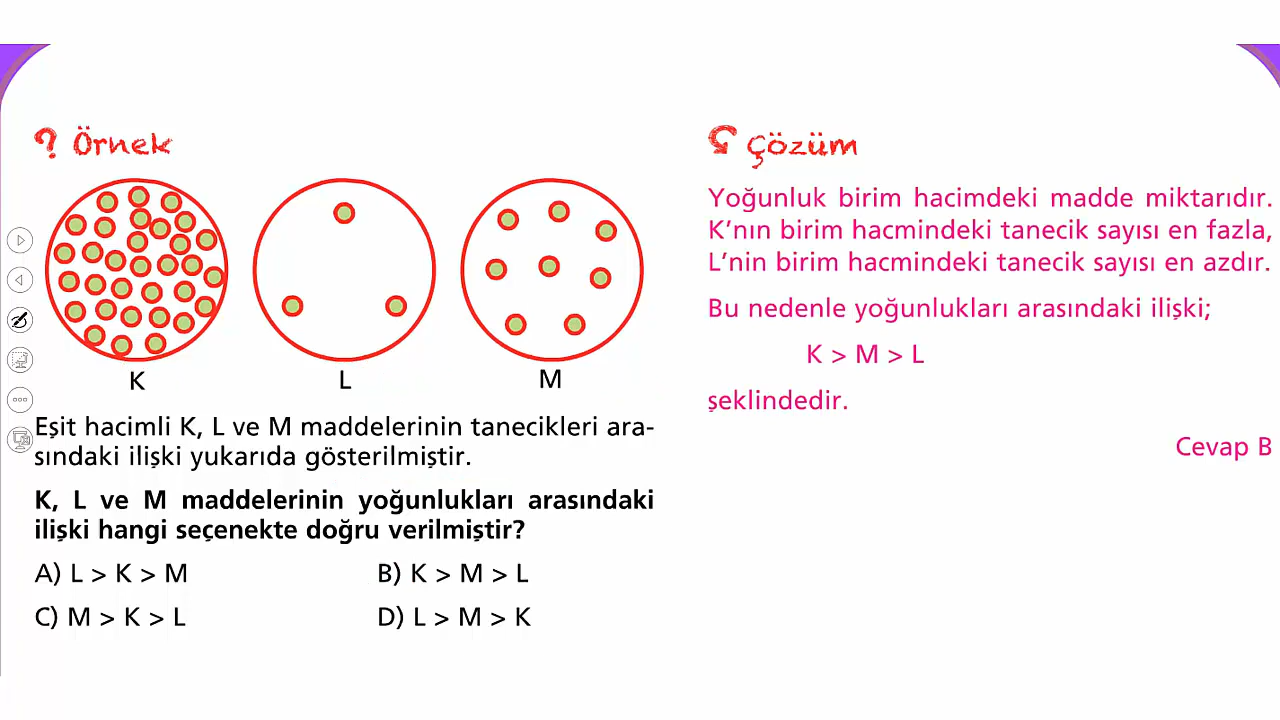 ? Örnek
K
L
M
Eşit hacimli K, L ve M maddelerinin tanecikleri ara-
sındaki ilişki yukarıda gösterilmiştir.
K, L ve M maddelerinin yoğunlukları arasındaki
ilişki hangi seçenekte doğru verilmiştir?
A) L > K > M
B) K > M > L
C) M > K > L
D) L > M > K
Çözüm
Yoğunluk birim hacimdeki madde miktarıdır.
K’nın birim hacmindeki tanecik sayısı en fazla,
L’nin birim hacmindeki tanecik sayısı en azdır.
Bu nedenle yoğunlukları arasındaki ilişki;
K > M > L
şeklindedir.
Cevap B